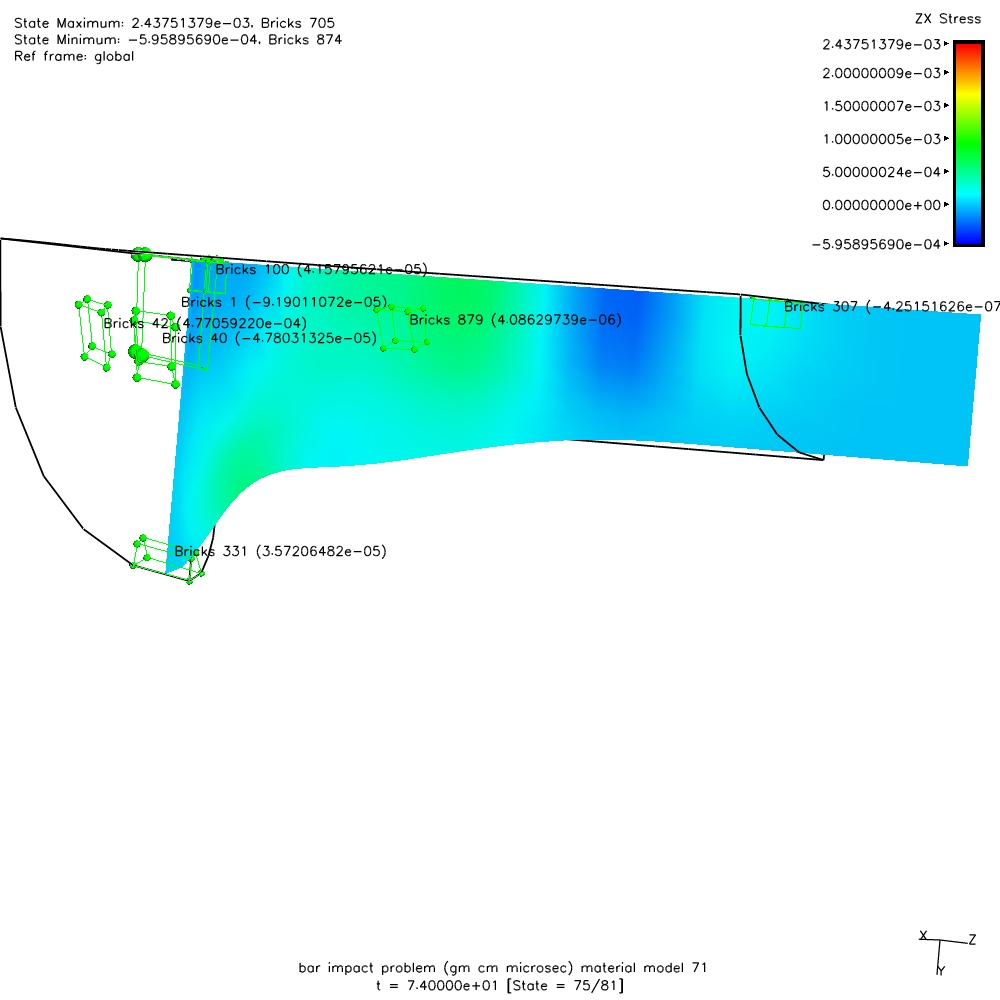 State Maximum: 2.43751379e-03, Bricks 705
State Minimum: -5.95895690e-04, Bricks 874
Ref frame: global
ZX Stress
2.43751379e-03
2.00000009e-03
1.50000007e-03
1.00000005e-03
5.00000024e-04
0.00000000e+00
-5.95895690e-04
Bricks 100 (4.15795621e-05)
Bricks 1 (-9.19011072e-05)
Bricks 307 (-4.25151626e-07
Bricks 42 (4.77059220e-04)
Bricks 879 (4.08629739e-06)
Bricks 40 (-4.78031325e-05)
Bricks 331 (3.57206482e-05)
X
Z
Y
bar impact problem (gm cm microsec) material model 71
t = 7.40000e+01 [State = 75/81]